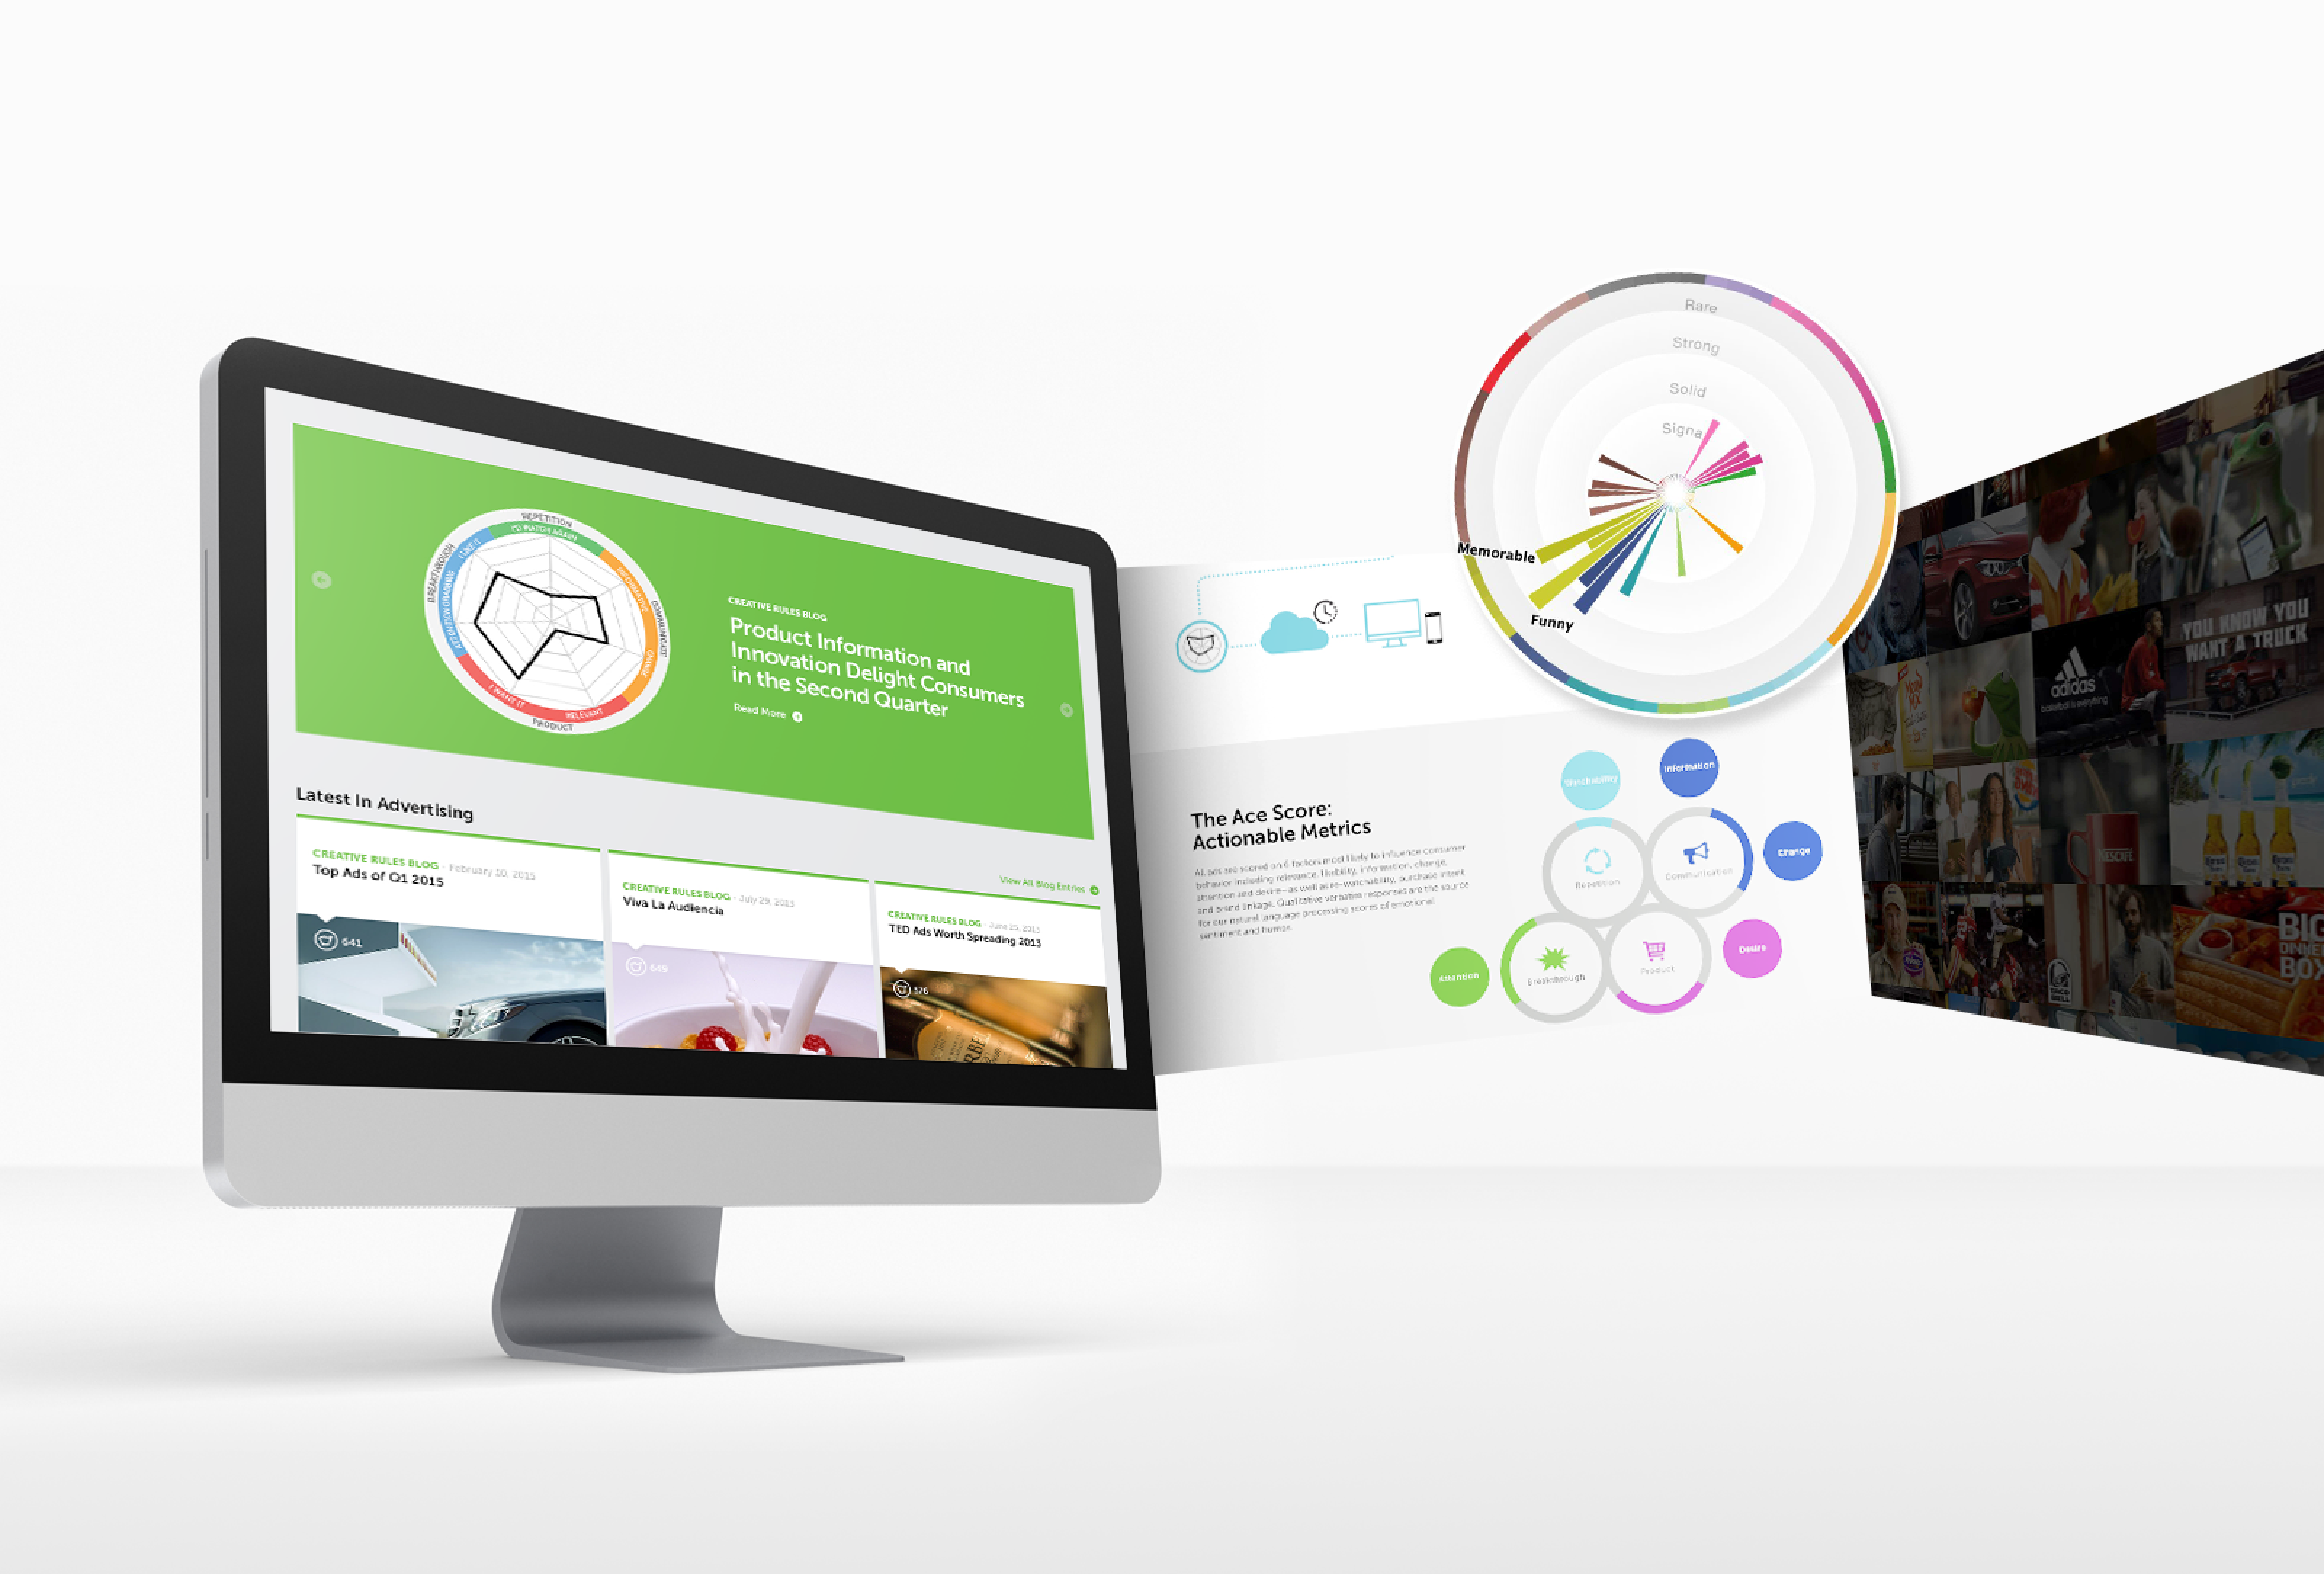 REPETITION
I'D WATCH AGAIN
BREAKTHROUGH
I LIKE IT
ATTENTION GRABBING
INFORMATIVE
COMMUNICATE
CHANGE
I WANT IT
RELEVANT
PRODUCT
CREATIVE RULES BLOG
Product Information and
Innovation Delight Consumers
in the Second Quarter
Read More
Latest In Advertising
View All Blog Entries
CREATIVE RULES BLOG - February 10, 2015
Top Ads of Q1 2015
641
CREATIVE RULES BLOG - July 29, 2013
Viva La Audiencia
649
CREATIVE RULES BLOG - June 25, 2013
TED Ads Worth Spreading 2013
576
Rare
Strong
Solid
Signa
Memorable
Funny
The Ace Score:
Actionable Metrics
All ads are scored on 6 factors most likely to influence consumer
behavior including relevance, likability, information, change,
attention and desire—as well as re-watchability, purchase intent
and brand linkage. Qualitative verbatim responses are the source
for our natural language processing scores of emotional
sentiment and humor.
Watchability
Information
Repetition
Communication
Change
Attention
Breakthrough
Product
Desire
adidas
basketball is everything
YOU KNOW YOU
WANT A TRUCK
NESCAFÉ
TACO
BELL
BIG
DINNER
BOX